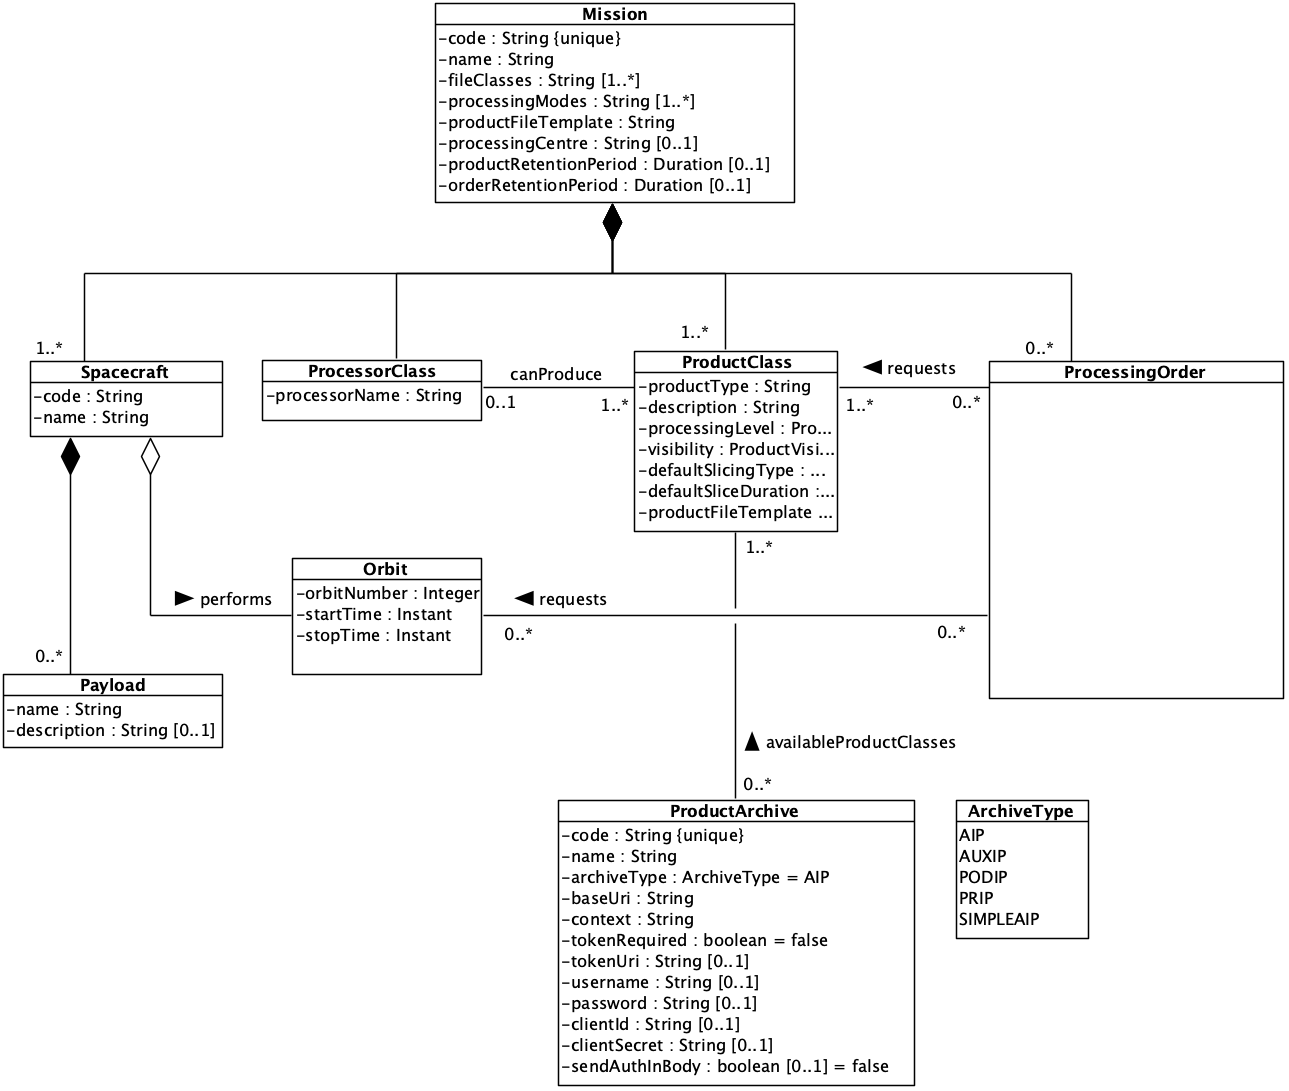 Mission
-code : String {unique}
-name : String
-fileClasses : String [1..*]
-processingModes : String [1..*]
-productFileTemplate : String
-processingCentre : String [0..1]
-productRetentionPeriod : Duration [0..1]
-orderRetentionPeriod : Duration [0..1]
1..*
1..*
0..*
Spacecraft
-code : String
-name : String
ProcessorClass
-processorName : String
canProduce
0..1
1..*
ProductClass
-productType : String
-description : String
-processingLevel : Pro...
-visibility : ProductVisi...
-defaultSlicingType : ...
-defaultSliceDuration :...
-productFileTemplate ...
requests
1..*
0..*
ProcessingOrder
1..*
Orbit
-orbitNumber : Integer
-startTime : Instant
-stopTime : Instant
performs
requests
0..*
0..*
0..*
Payload
-name : String
-description : String [0..1]
availableProductClasses
0..*
ProductArchive
-code : String {unique}
-name : String
-archiveType : ArchiveType = AIP
-baseUri : String
-context : String
-tokenRequired : boolean = false
-tokenUri : String [0..1]
-username : String [0..1]
-password : String [0..1]
-clientId : String [0..1]
-clientSecret : String [0..1]
-sendAuthInBody : boolean [0..1] = false
ArchiveType
AIP
AUXIP
PODIP
PRIP
SIMPLEAIP